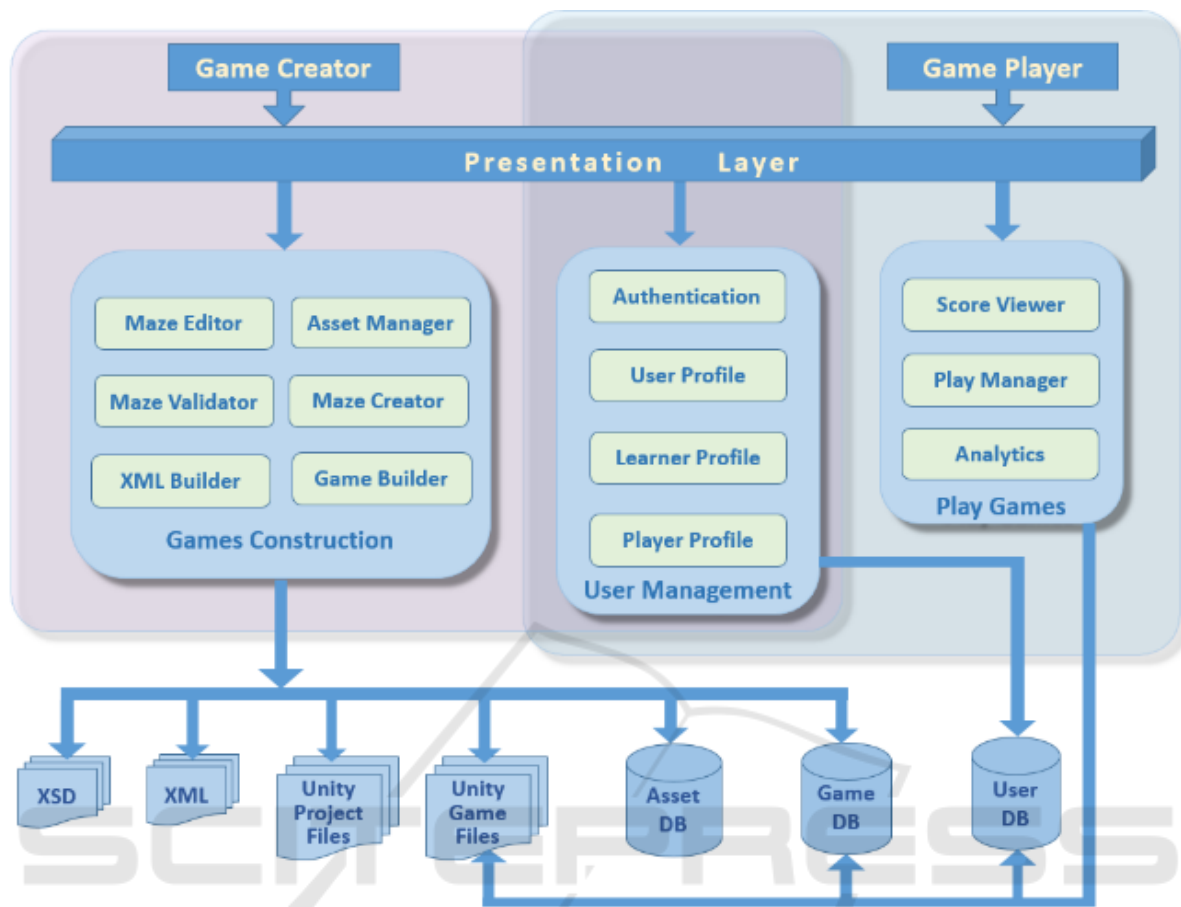 Game Creator
Game Player
Presentation Layer
Maze Editor
Asset Manager
Maze Validator
Maze Creator
XML Builder
Game Builder
Games Construction
Authentication
User Profile
Learner Profile
Player Profile
User Management
Score Viewer
Play Manager
Analytics
Play Games
XSD
XML
Unity
Project
Files
Unity
Game
Files
Asset
DB
Game
DB
User
DB
SCITEPRESS